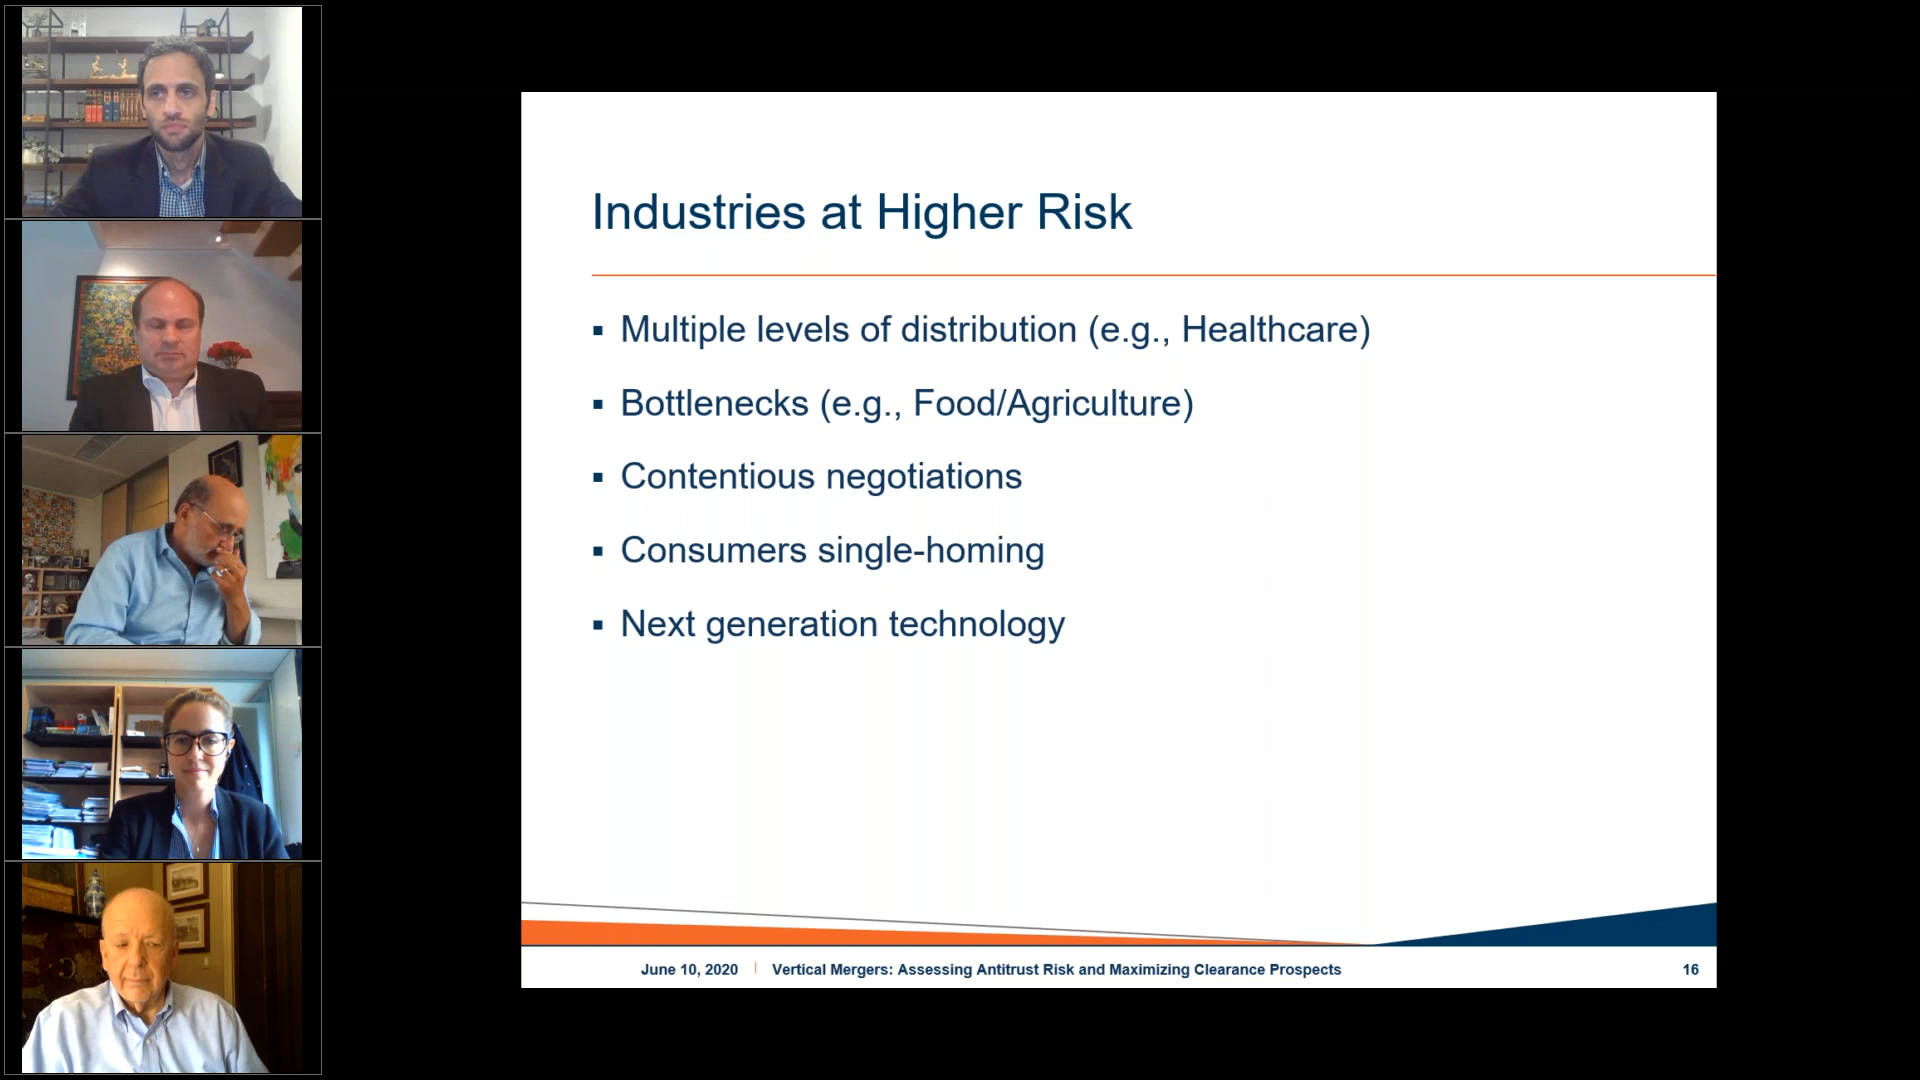 Industries at Higher Risk
▪ Multiple levels of distribution (e.g., Healthcare)
▪ Bottlenecks (e.g., Food/Agriculture)
▪ Contentious negotiations
▪ Consumers single-homing
▪ Next generation technology
June 10, 2020 | Vertical Mergers: Assessing Antitrust Risk and Maximizing Clearance Prospects 16